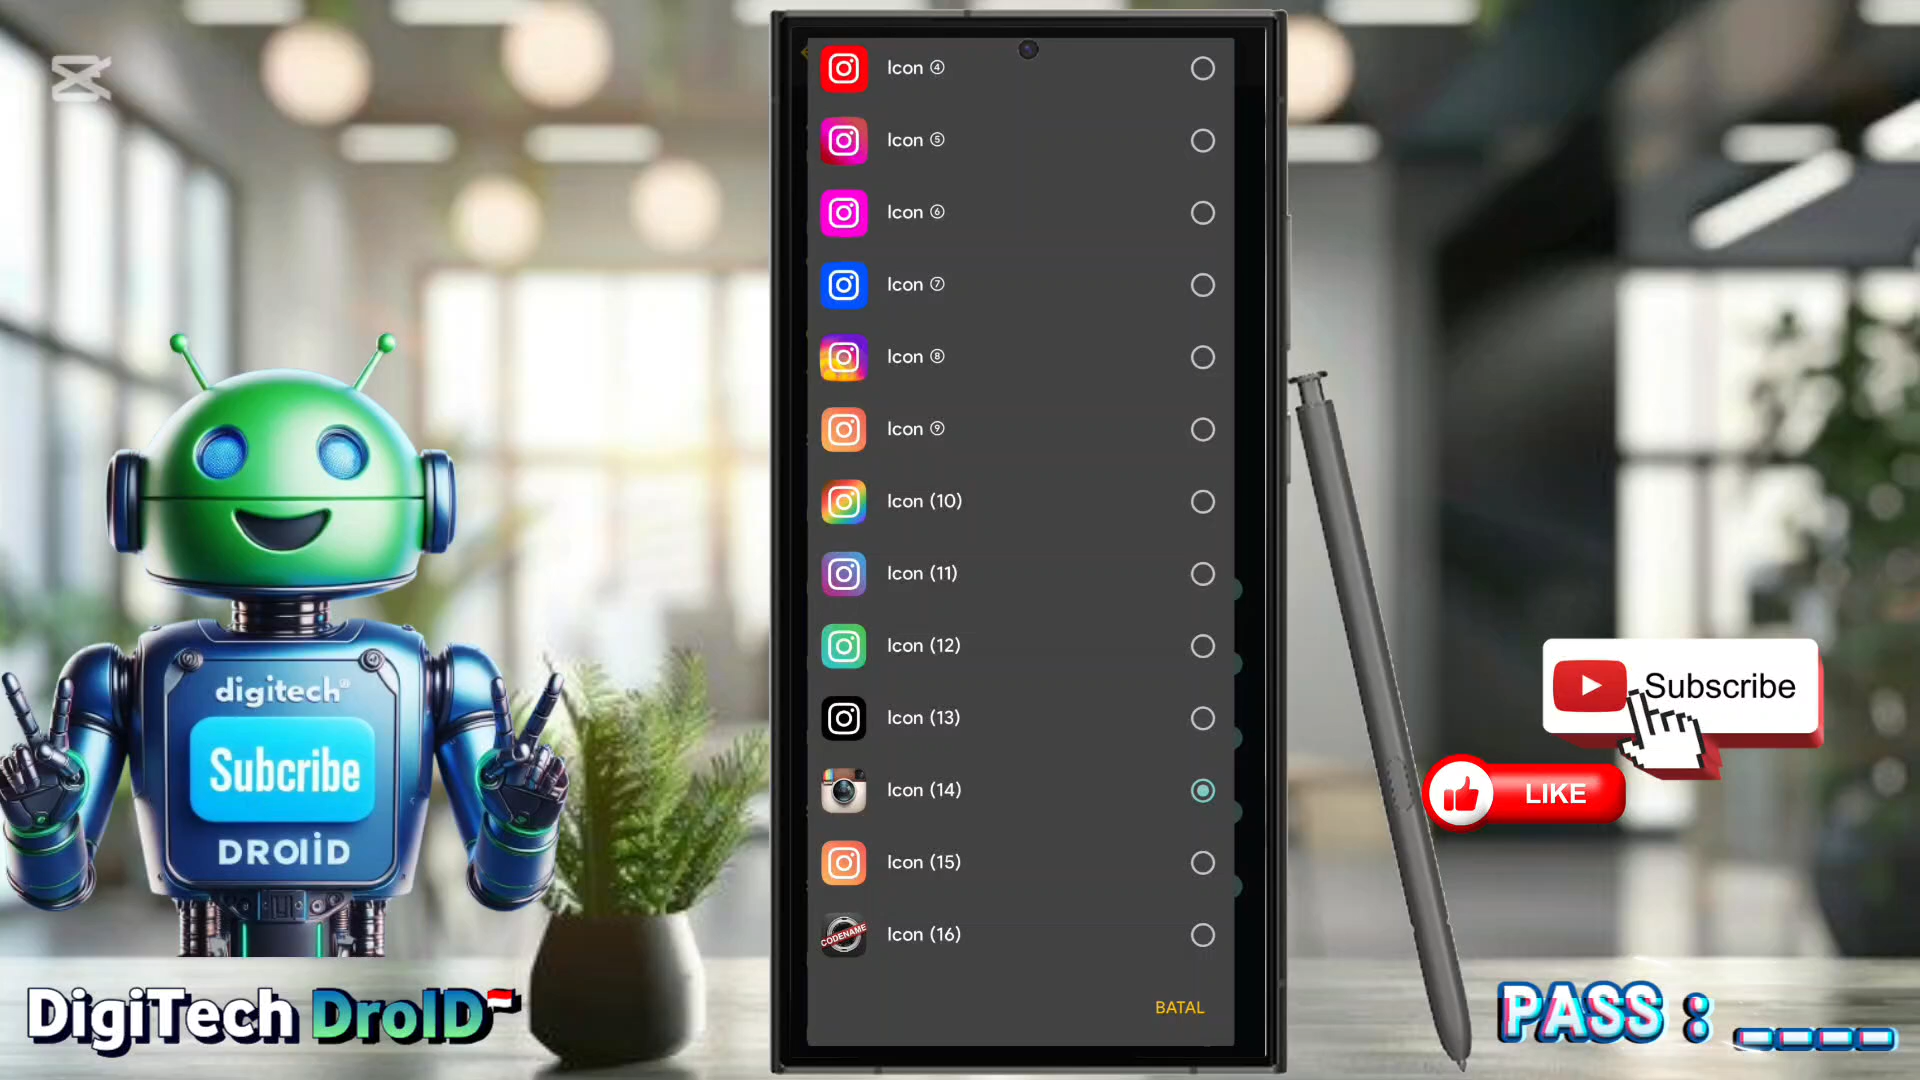 Icon ④
Icon ⑤
Icon ⑥
Icon ⑦
Icon ⑧
Icon ⑨
Icon (10)
Icon (11)
Icon (12)
Icon (13)
Icon (14)
Icon (15)
CODENAME
Icon (16)
BATAL
digitech
Subcribe
DROIID
DigiTech DroID
Subscribe
LIKE
PASS : _ _ _ _